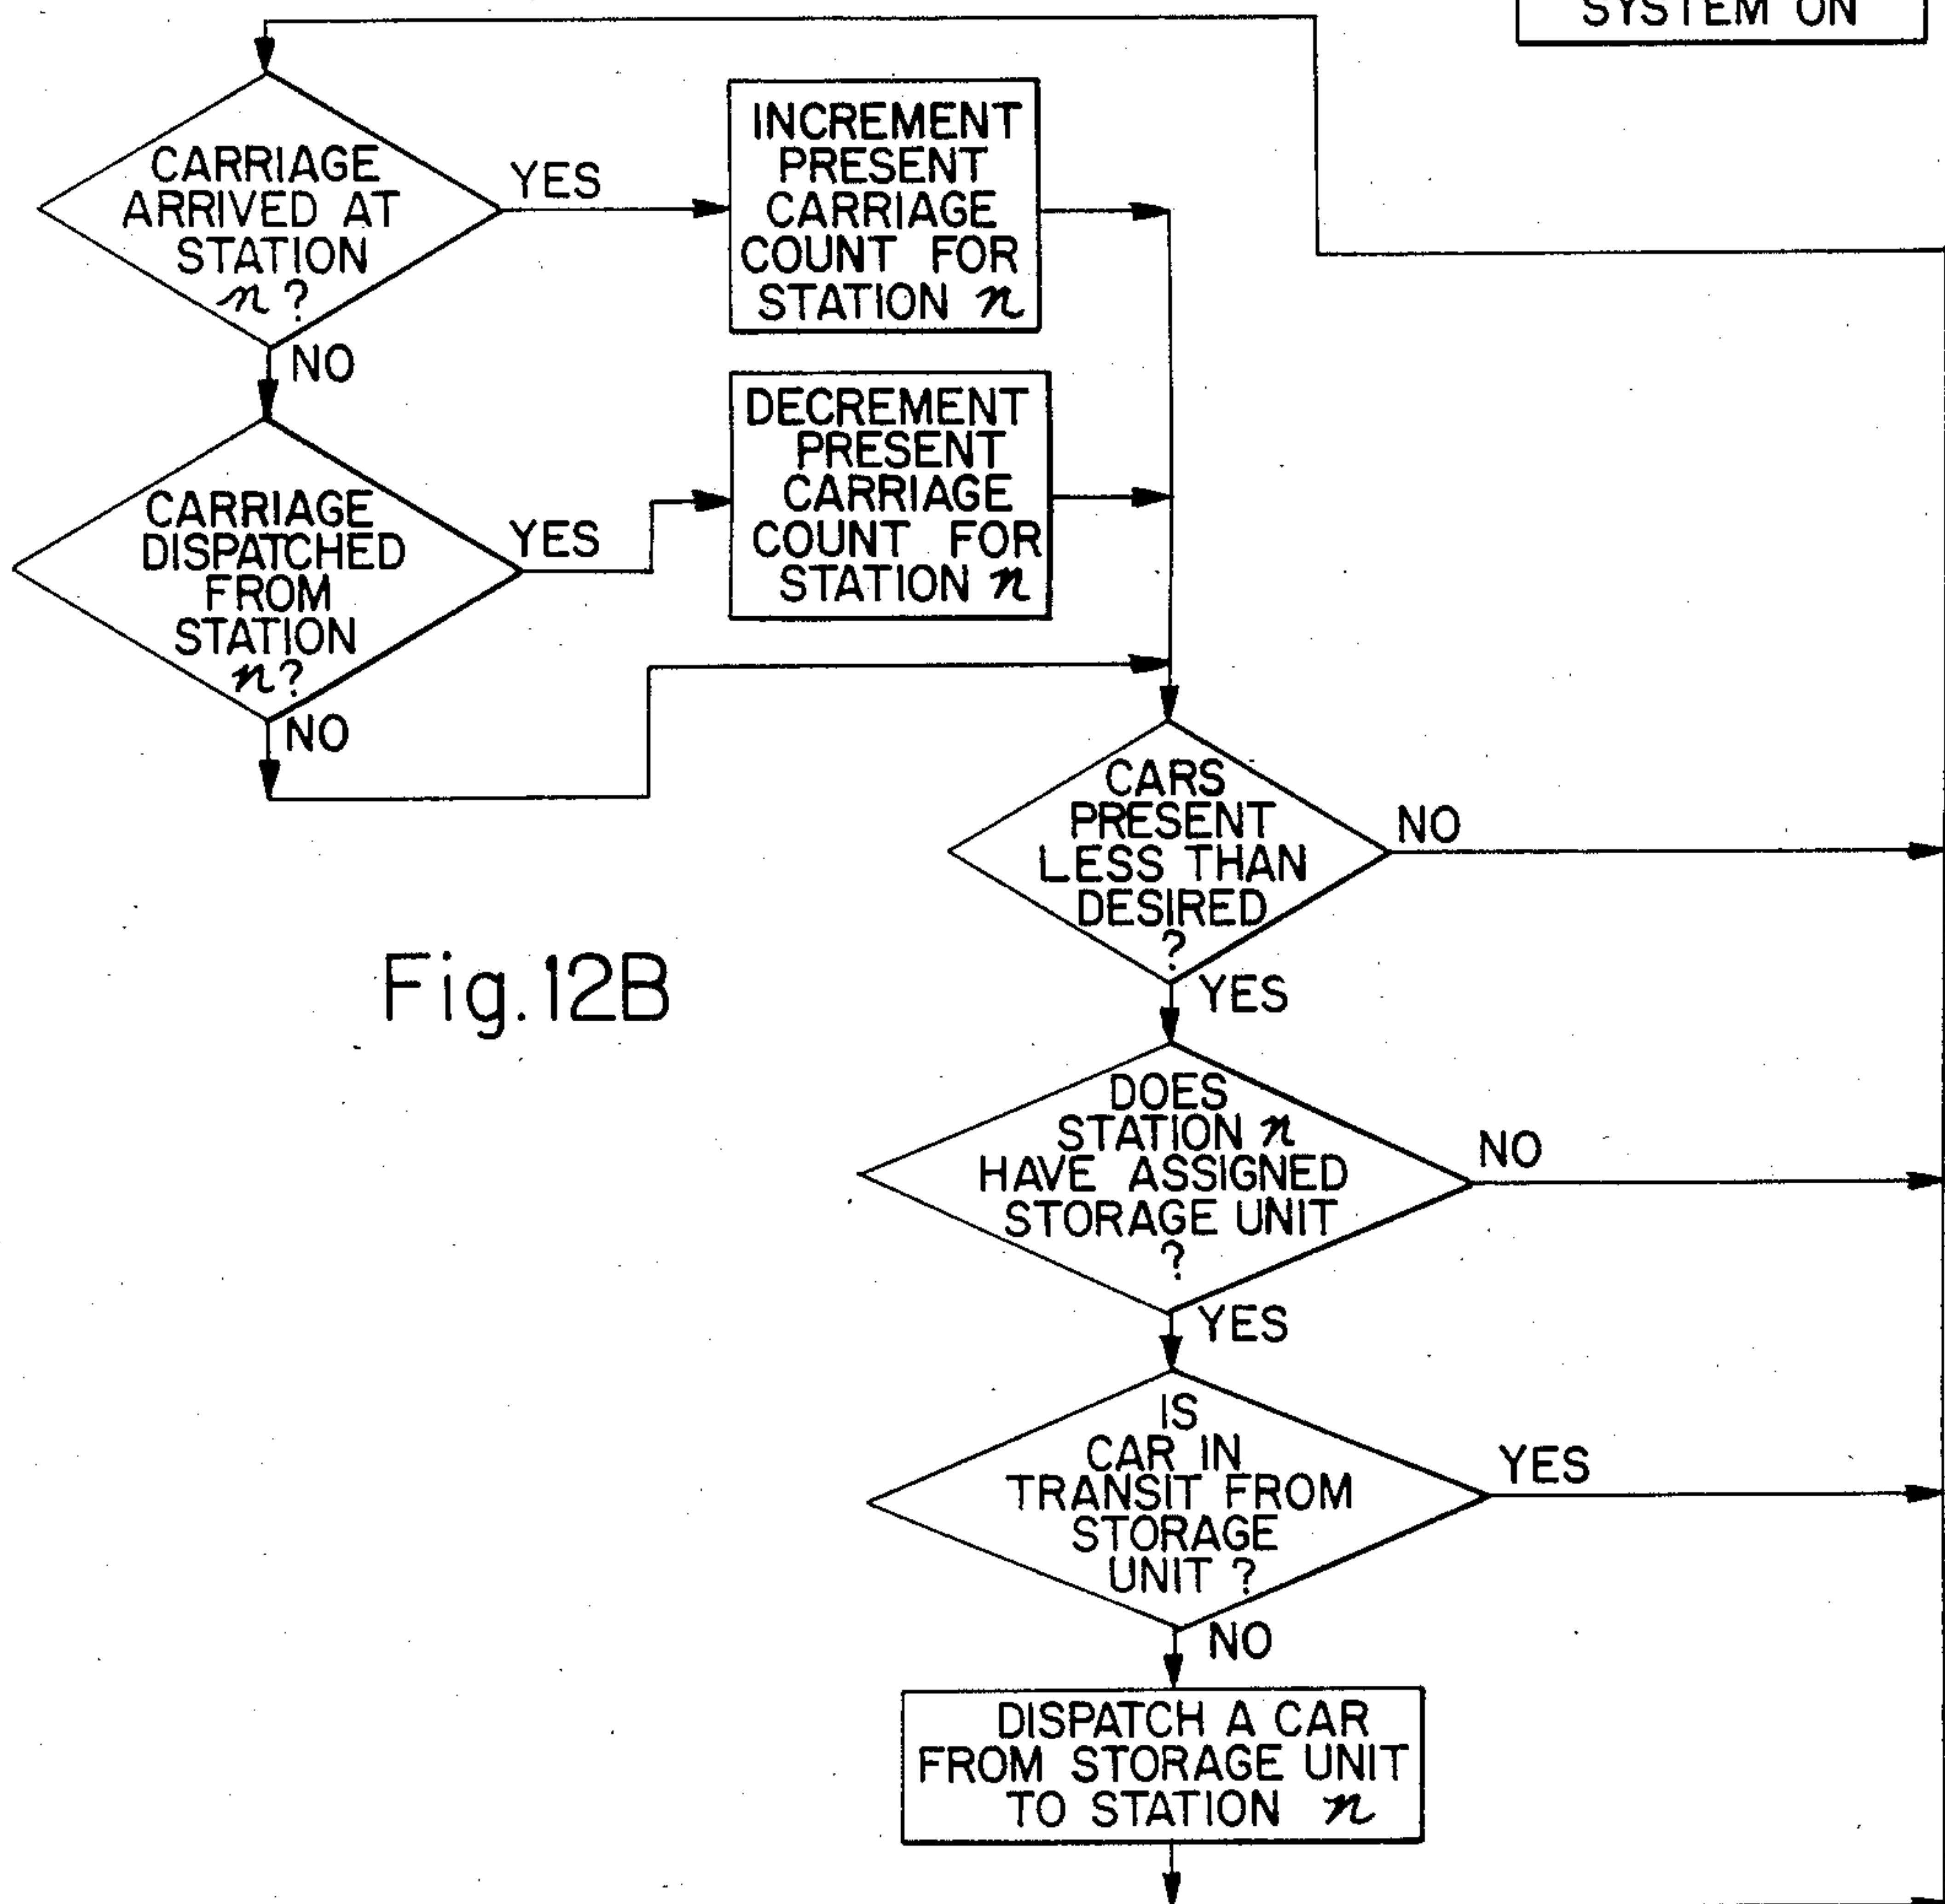 SYSTEM ON
CARRIAGE
ARRIVED AT
STATION
n ?
YES
NO
INCREMENT
PRESENT
CARRIAGE
COUNT FOR
STATION n
CARRIAGE
DISPATCHED
FROM
STATION
n ?
YES
NO
DECREMENT
PRESENT
CARRIAGE
COUNT FOR
STATION n
CARS
PRESENT
LESS THAN
DESIRED
?
NO
YES
Fig.12B
DOES
STATION n
HAVE ASSIGNED
STORAGE UNIT
?
NO
YES
IS
CAR IN
TRANSIT FROM
STORAGE
UNIT ?
YES
NO
DISPATCH A CAR
FROM STORAGE UNIT
TO STATION n